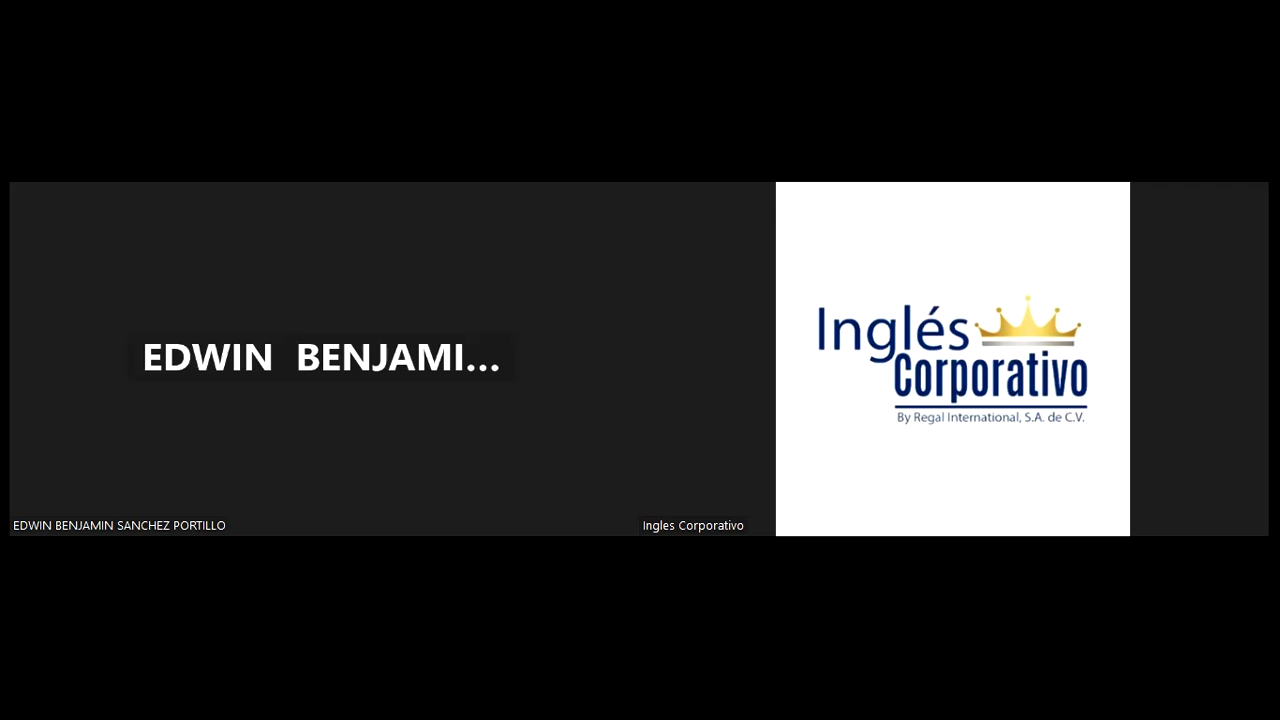 EDWIN BENJAMI...
EDWIN BENJAMIN SANCHEZ PORTILLO
Inglés
Corporativo
By Regal International, S.A. de C.V.
Ingles Corporativo